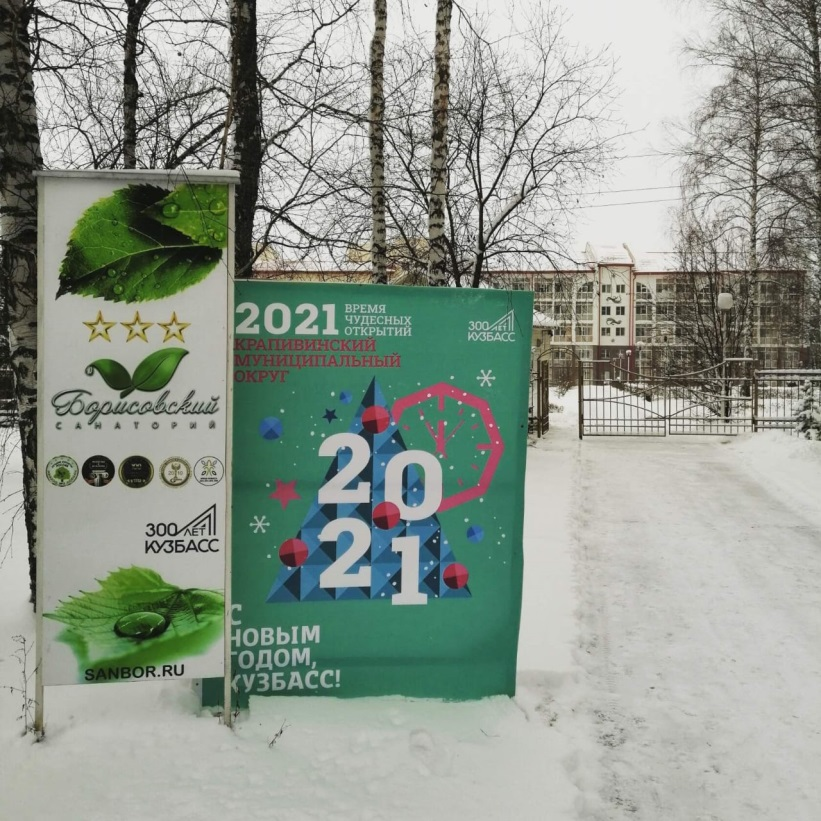 Борисовский
САНАТОРИЙ
300 ЛЕТ
КУЗБАСС
SANBOR.RU
2021 ВРЕМЯ
ЧУДЕСНЫХ
ОТКРЫТИЙ
КРАПИВИНСКИЙ
МУНИЦИПАЛЬНЫЙ
ОКРУГ
300 ЛЕТ
КУЗБАСС
20
21
С
НОВЫМ
ГОДОМ,
КУЗБАСС!